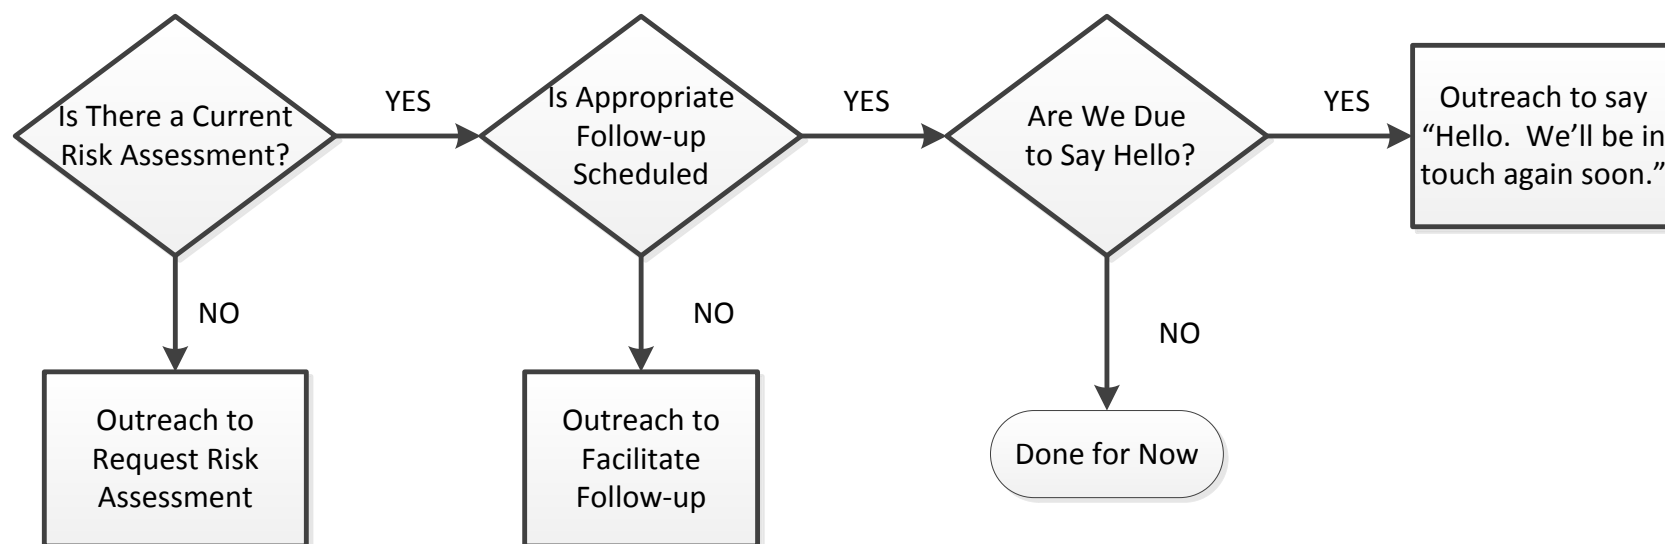 Is There a Current
Risk Assessment?
YES
Is Appropriate
Follow-up
Scheduled
YES
Are We Due
to Say Hello?
YES
Outreach to say
“Hello.  We’ll be in
touch again soon.”
NO
NO
NO
Outreach to
Request Risk
Assessment
Outreach to
Facilitate
Follow-up
Done for Now